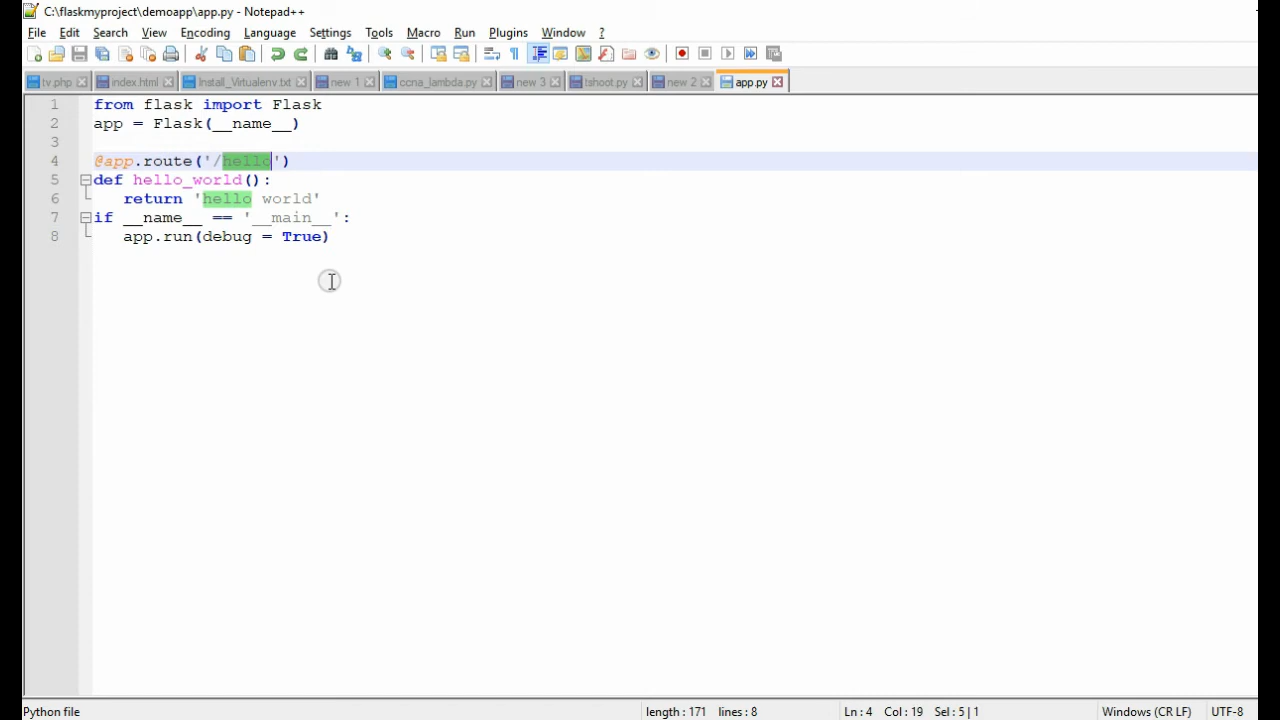 C:\flaskmyproject\demoapp\app.py - Notepad++
File Edit Search View Encoding Language Settings Tools Macro Run Plugins Window ?
tv.php index.html Install_Virtualenv.txt new 1 ccna_lambda.py new 3 tshoot.py new 2 app.py
1 from flask import Flask
2 app = Flask(__name__)
3
4 @app.route('/hello')
5 def hello_world():
6 return 'hello world'
7 if __name__ == '__main__':
8 app.run(debug = True)
Python file length : 171 lines : 8 Ln : 4 Col : 19 Sel : 5 | 1 Windows (CR LF) UTF-8